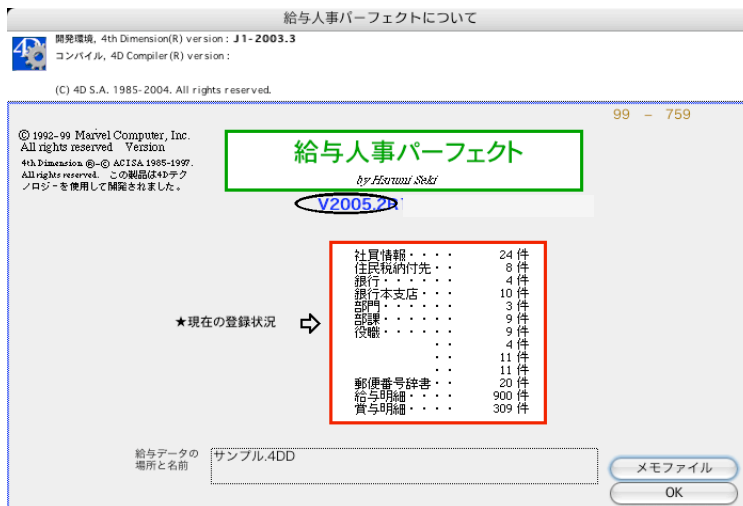 給与人事パーフェクトについて
開発環境, 4th Dimension(R) version : J1-2003.3
コンパイル, 4D Compiler(R) version :
(C) 4D S.A. 1985-2004. All rights reserved.
99 － 759
© 1992-99 Marvel Computer, Inc.
All rights reserved Version
4th Dimension ®-© ACI SA 1985-1997.
All rights reserved. この製品は4Dテク
ノロジーを使用して開発されました。
給与人事パーフェクト
by Harumi Seki
V2005.2R
★現在の登録状況
社員情報・・・・ 24 件
住民税納付先・・ 8 件
銀行・・・・・・ 4 件
銀行本支店・・・ 10 件
部門・・・・・・ 3 件
部課・・・・・・ 9 件
役職・・・・・・ 9 件
・・ 4 件
・・ 11 件
・・ 11 件
郵便番号辞書・・ 20 件
給与明細・・・・ 900 件
賞与明細・・・・ 309 件
給与データの
場所と名前
サンプル.4DD
メモファイル
OK